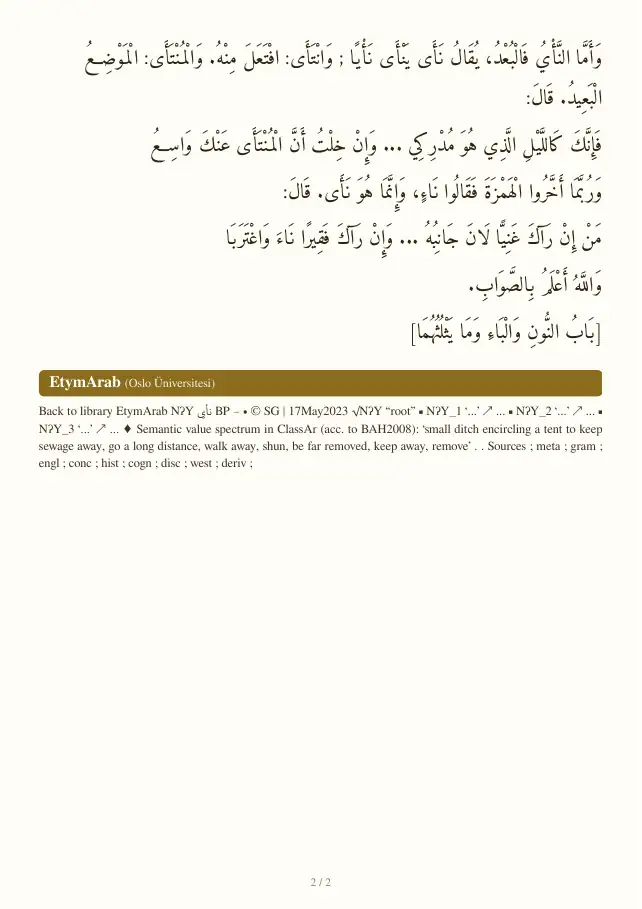 وَأَمَّا النَّأْيُ فَالْبُعْدُ، يُقَالُ نَأَى يَنْأَى نَأْيًا ; وَانْتَأَى: افْتَعَلَ مِنْهُ. وَالْمُنْتَأَى: الْمَوْضِعُ
الْبَعِيدُ. قَالَ:
فَإِنَّكَ كَاللَّيْلِ الَّذِي هُوَ مُدْرِكِي ... وَإِنْ خِلْتُ أَنَّ الْمُنْتَأَى عَنْكَ وَاسِعُ
وَرُبَّمَا أَخَّرُوا الْهَمْزَةَ فَقَالُوا نَاءٍ، وَإِنَّمَا هُوَ نَأَى. قَالَ:
مَنْ إِنْ رَآكَ غَنِيًّا لَانَ جَانِبُهُ ... وَإِنْ رَآكَ فَقِيرًا نَاءَ وَاغْتَرَبَا
وَاللَّهُ أَعْلَمُ بِالصَّوَابِ.
[بَابُ النُّونِ وَالْبَاءِ وَمَا يَثْلُثُهُمَا]
EtymArab (Oslo Üniversitesi)
Back to library EtymArab NʔY نأي BP – • © SG | 17May2023 √NʔY “root” ▪ NʔY_1 ‘...’ ↗ ... ▪ NʔY_2 ‘...’ ↗ ... ▪
NʔY_3 ‘...’ ↗ ... ♦ Semantic value spectrum in ClassAr (acc. to BAH2008): ‘small ditch encircling a tent to keep
sewage away, go a long distance, walk away, shun, be far removed, keep away, remove’ . . Sources ; meta ; gram ;
engl ; conc ; hist ; cogn ; disc ; west ; deriv ;
2 / 2